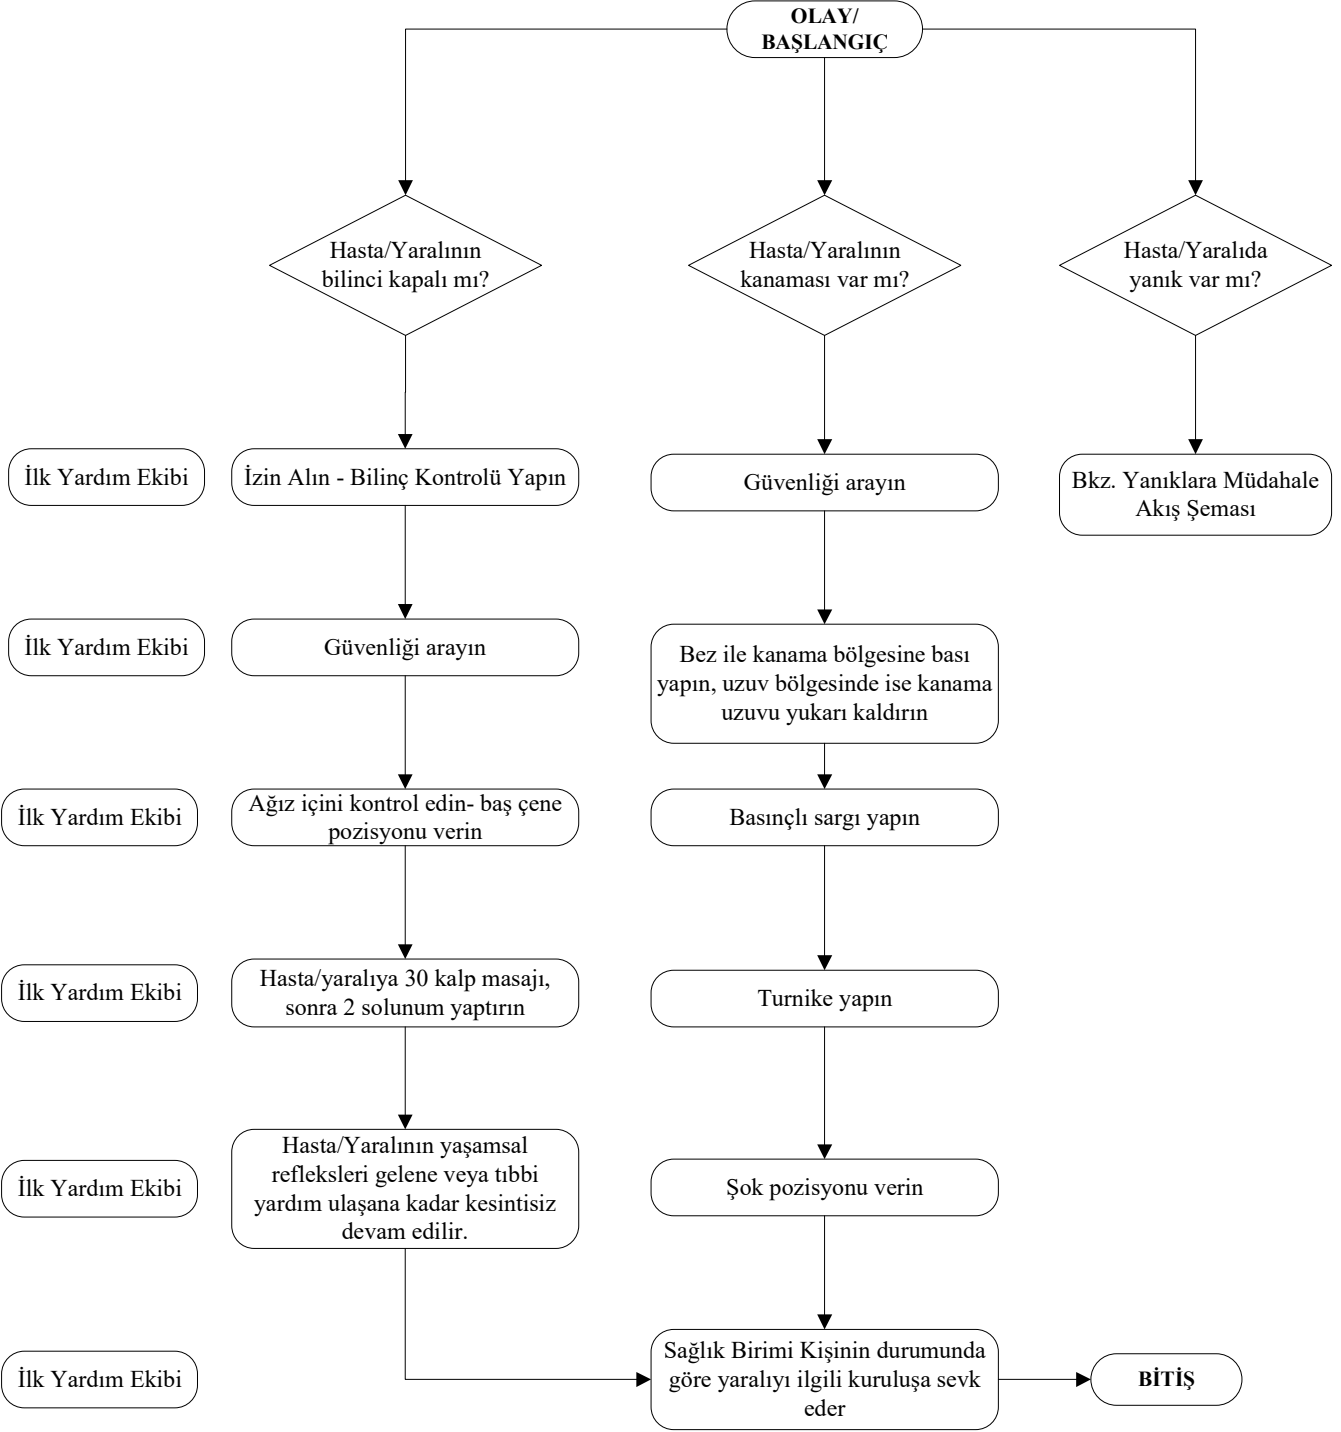 OLAY/
BAŞLANGIÇ
Hasta/Yaralının
bilinci kapalı mı?
Hasta/Yaralının
kanaması var mı?
Hasta/Yaralıda
yanık var mı?
İlk Yardım Ekibi
İzin Alın - Bilinç Kontrolü Yapın
Güvenliği arayın
Bkz. Yanıklara Müdahale
Akış Şeması
İlk Yardım Ekibi
Güvenliği arayın
Bez ile kanama bölgesine bası
yapın, uzuv bölgesinde ise kanama
uzuvu yukarı kaldırın
İlk Yardım Ekibi
Ağız içini kontrol edin- baş çene
pozisyonu verin
Basınçlı sargı yapın
İlk Yardım Ekibi
Hasta/yaralıya 30 kalp masajı,
sonra 2 solunum yaptırın
Turnike yapın
İlk Yardım Ekibi
Hasta/Yaralının yaşamsal
refleksleri gelene veya tıbbi
yardım ulaşana kadar kesintisiz
devam edilir.
Şok pozisyonu verin
İlk Yardım Ekibi
Sağlık Birimi Kişinin durumunda
göre yaralıyı ilgili kuruluşa sevk
eder
BİTİŞ